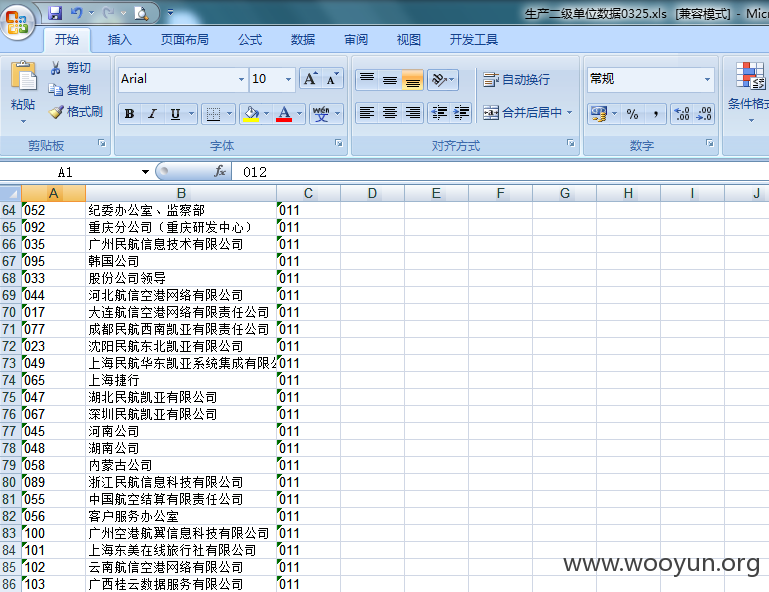 生产二级单位数据0325.xls [兼容模式] - Micr
开始 插入 页面布局 公式 数据 审阅 视图 开发工具
粘贴 剪切 复制 格式刷
Arial 10
B I U A wén 变
自动换行
合并后居中
常规
% , .00 .00
条件格式
剪贴板 字体 对齐方式 数字
A1 fx 012
A B C D E F G H I J
64 052 纪委办公室、监察部 011
65 092 重庆分公司（重庆研发中心） 011
66 035 广州民航信息技术有限公司 011
67 095 韩国公司 011
68 033 股份公司领导 011
69 044 河北航信空港网络有限公司 011
70 017 大连航信空港网络有限责任公司 011
71 077 成都民航西南凯亚有限责任公司 011
72 023 沈阳民航东北凯亚有限公司 011
73 049 上海民航华东凯亚系统集成有限公 011
74 065 上海捷行 011
75 047 湖北民航凯亚有限公司 011
76 067 深圳民航凯亚有限公司 011
77 045 河南公司 011
78 048 湖南公司 011
79 058 内蒙古公司 011
80 089 浙江民航信息科技有限公司 011
81 055 中国航空结算有限责任公司 011
82 056 客户服务办公室 011
83 100 广州空港航翼信息科技有限公司 011
84 101 上海东美在线旅行社有限公司 011
85 102 云南航信空港网络有限公司 011
86 103 广西桂云数据服务有限公司 011
www.wooyun.org